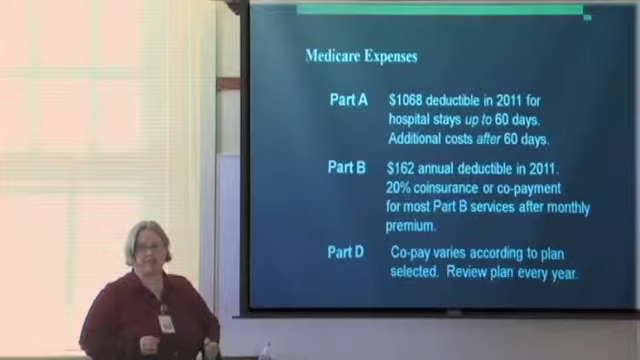 Medicare Expenses
Part A $1068 deductible in 2011 for
hospital stays up to 60 days.
Additional costs after 60 days.
Part B $162 annual deductible in 2011.
20% coinsurance or co-payment
for most Part B services after monthly
premium.
Part D Co-pay varies according to plan
selected. Review plan every year.